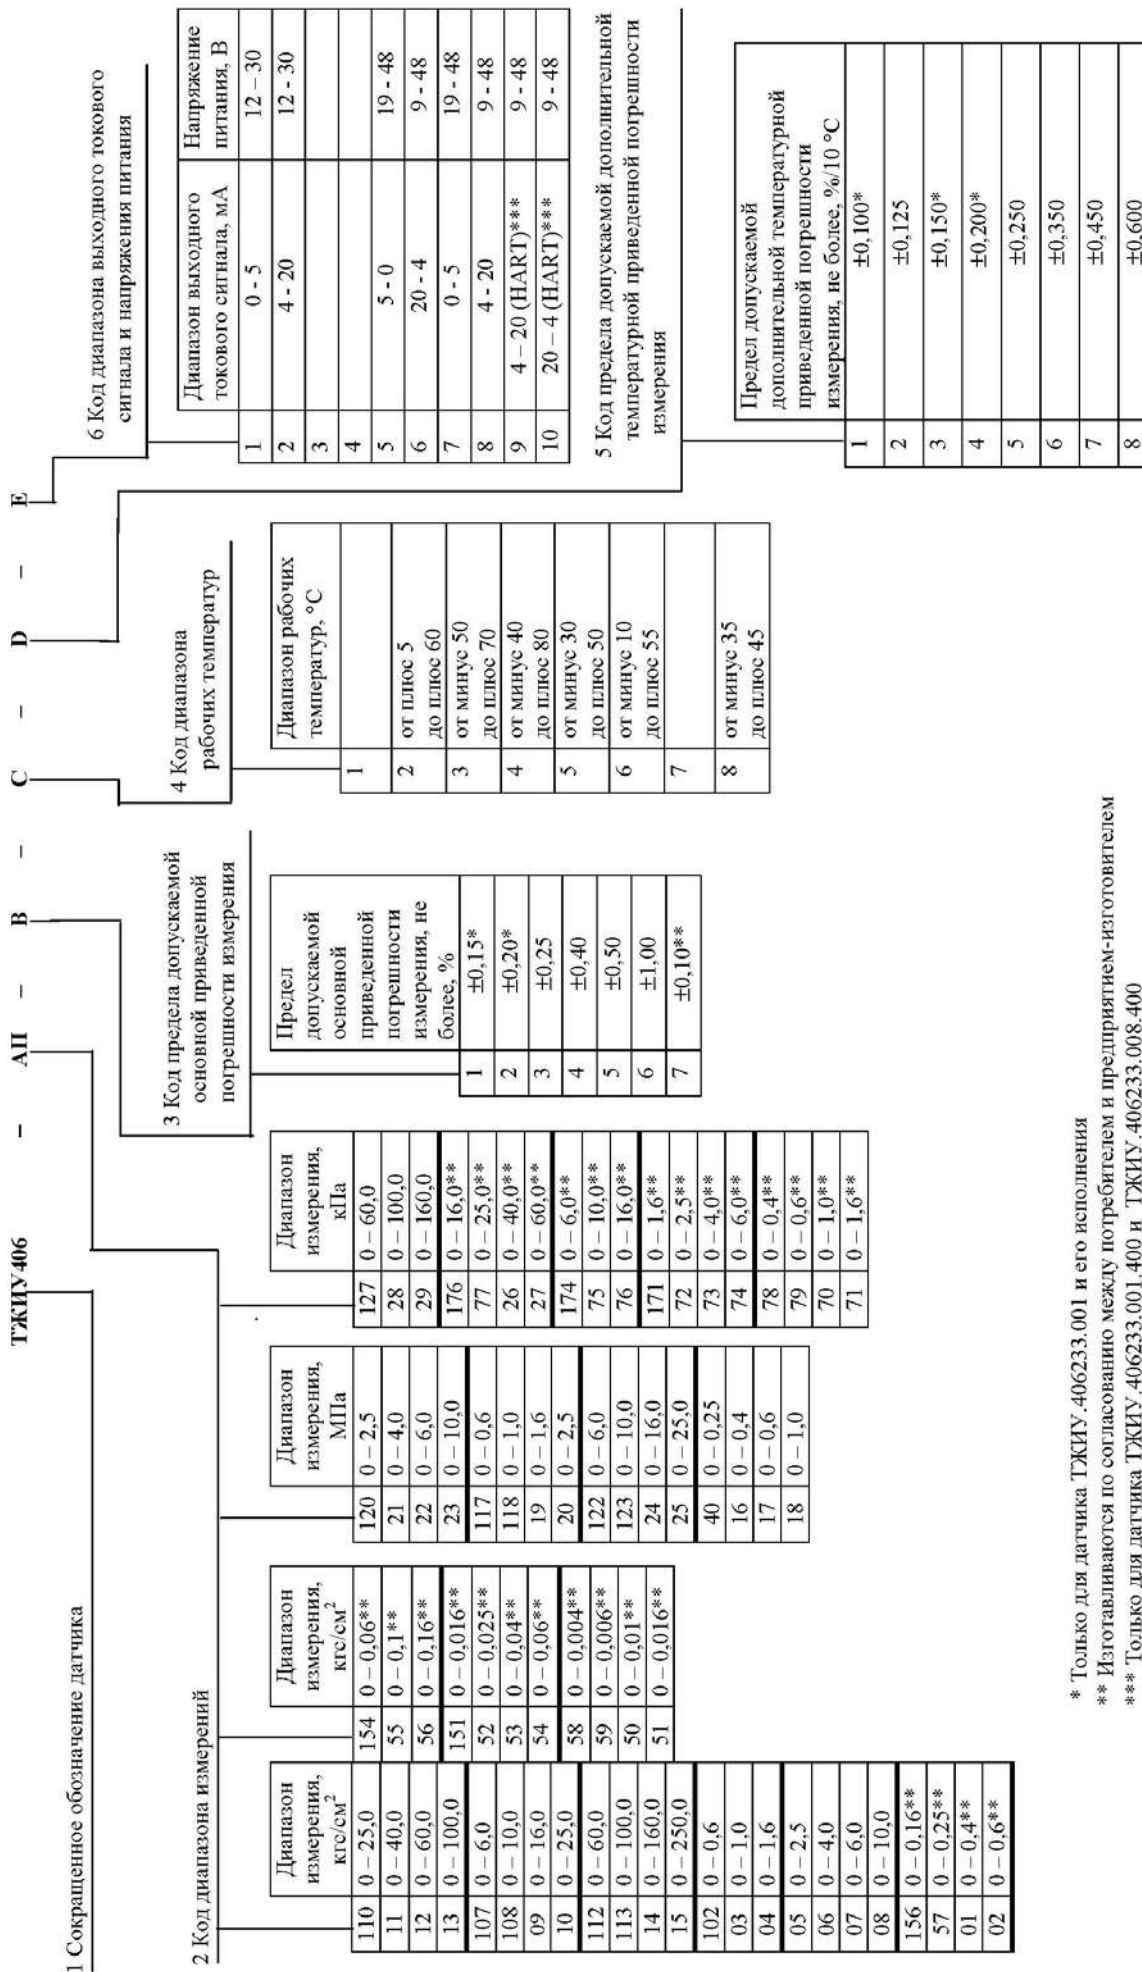 ТЖИУ406 – АП – В – С – D – Е
1 Сокращенное обозначение датчика
2 Код диапазона измерений
Диапазон
измерения,
кгс/см²
110 0 – 25,0
11 0 – 40,0
12 0 – 60,0
13 0 – 100,0
107 0 – 6,0
108 0 – 10,0
09 0 – 16,0
10 0 – 25,0
112 0 – 60,0
113 0 – 100,0
14 0 – 160,0
15 0 – 250,0
102 0 – 0,6
03 0 – 1,0
04 0 – 1,6
05 0 – 2,5
06 0 – 4,0
07 0 – 6,0
08 0 – 10,0
156 0 – 0,16**
57 0 – 0,25**
01 0 – 0,4**
02 0 – 0,6**
Диапазон
измерения,
кгс/см²
154 0 – 0,06**
55 0 – 0,1**
56 0 – 0,16**
151 0 – 0,016**
52 0 – 0,025**
53 0 – 0,04**
54 0 – 0,06**
58 0 – 0,004**
59 0 – 0,006**
50 0 – 0,01**
51 0 – 0,016**
Диапазон
измерения,
МПа
120 0 – 2,5
21 0 – 4,0
22 0 – 6,0
23 0 – 10,0
117 0 – 0,6
118 0 – 1,0
19 0 – 1,6
20 0 – 2,5
122 0 – 6,0
123 0 – 10,0
24 0 – 16,0
25 0 – 25,0
40 0 – 0,25
16 0 – 0,4
17 0 – 0,6
18 0 – 1,0
Диапазон
измерения,
кПа
127 0 – 60,0
28 0 – 100,0
29 0 – 160,0
176 0 – 16,0**
77 0 – 25,0**
26 0 – 40,0**
27 0 – 60,0**
174 0 – 6,0**
75 0 – 10,0**
76 0 – 16,0**
171 0 – 1,6**
72 0 – 2,5**
73 0 – 4,0**
74 0 – 6,0**
78 0 – 0,4**
79 0 – 0,6**
70 0 – 1,0**
71 0 – 1,6**
3 Код предела допускаемой
основной приведенной
погрешности измерения
Предел
допускаемой
основной
приведенной
погрешности
измерения, не
более, %
1 ±0,15*
2 ±0,20*
3 ±0,25
4 ±0,40
5 ±0,50
6 ±1,00
7 ±0,10**
4 Код диапазона
рабочих температур
Диапазон рабочих
температур, °С
1
2 от плюс 5
до плюс 60
3 от минус 50
до плюс 70
4 от минус 40
до плюс 80
5 от минус 30
до плюс 50
6 от минус 10
до плюс 55
7
8 от минус 35
до плюс 45
6 Код диапазона выходного токового
сигнала и напряжения питания
Диапазон выходного Напряжение
токового сигнала, мА питания, В
1 0 - 5 12 – 30
2 4 - 20 12 - 30
3
4
5 5 - 0 19 - 48
6 20 - 4 9 - 48
7 0 - 5 19 - 48
8 4 - 20 9 - 48
9 4 – 20 (HART)*** 9 - 48
10 20 – 4 (HART)*** 9 - 48
5 Код предела допускаемой дополнительной
температурной приведенной погрешности
измерения
Предел допускаемой
дополнительной температурной
приведенной погрешности
измерения, не более, %/10 °С
1 ±0,100*
2 ±0,125
3 ±0,150*
4 ±0,200*
5 ±0,250
6 ±0,350
7 ±0,450
8 ±0,600
* Только для датчика ТЖИУ.406233.001 и его исполнения
** Изготавливаются по согласованию между потребителем и предприятием-изготовителем
*** Только для датчика ТЖИУ.406233.001.400 и ТЖИУ.406233.008.400